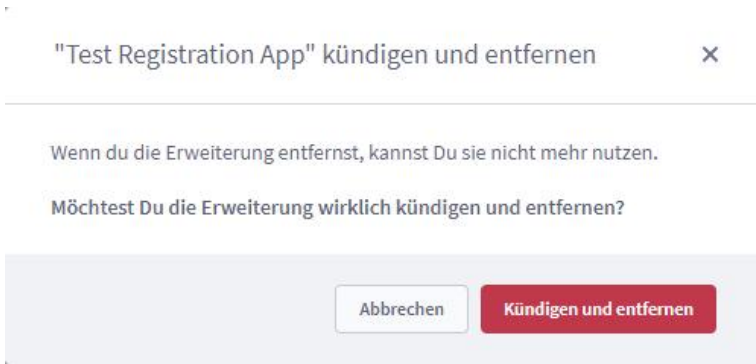 "Test Registration App" kündigen und entfernen
Wenn du die Erweiterung entfernst, kannst Du sie nicht mehr nutzen.
Möchtest Du die Erweiterung wirklich kündigen und entfernen?
Abbrechen
Kündigen und entfernen